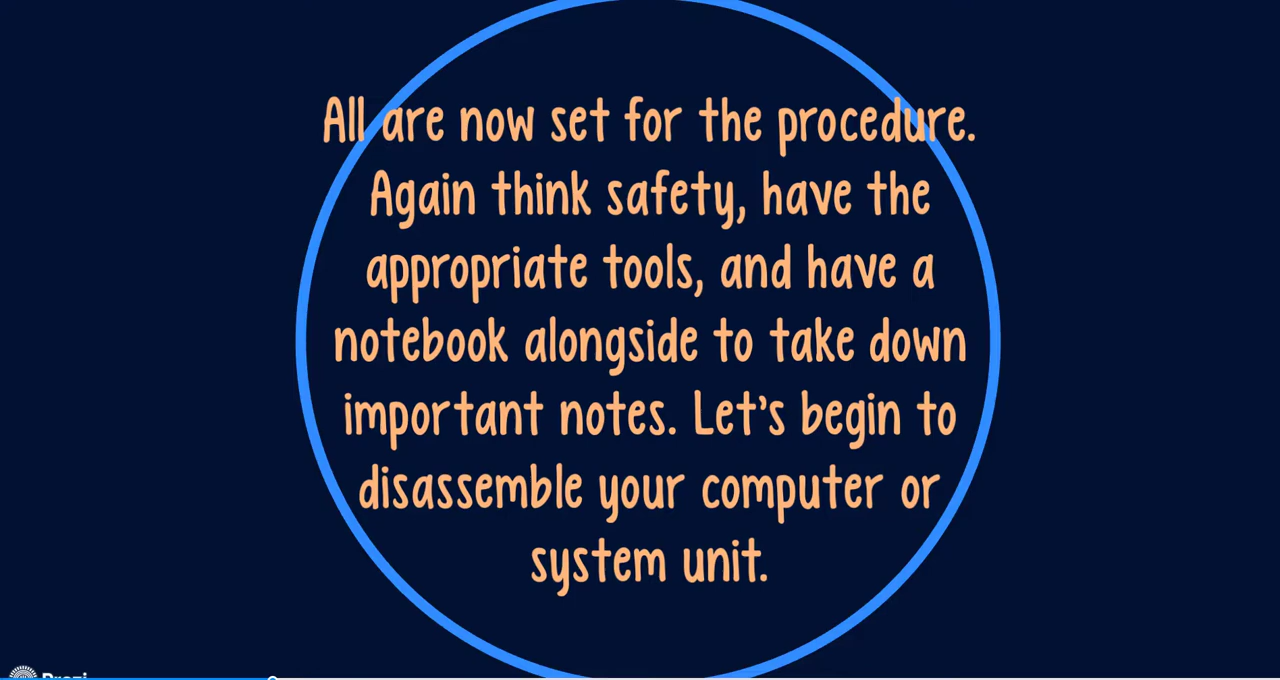 All are now set for the procedure.
Again think safety, have the
appropriate tools, and have a
notebook alongside to take down
important notes. Let's begin to
disassemble your computer or
system unit.
Prezi